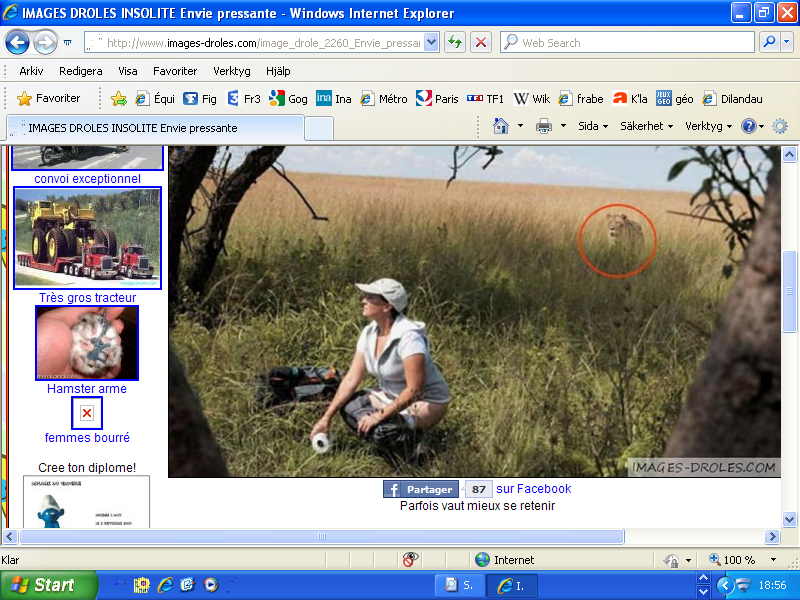 IMAGES DROLES INSOLITE Envie pressante - Windows Internet Explorer
http://www.images-droles.com/image_drole_2260_Envie_pressa
Web Search
Arkiv Redigera Visa Favoriter Verktyg Hjälp
Favoriter Équi Fig Fr3 Gog ina Ina Métro Paris TF1 W Wik frabe K'la JEUX GÉO géo Dilandau
IMAGES DROLES INSOLITE Envie pressante
Sida Säkerhet Verktyg
convoi exceptionnel
Très gros tracteur
Hamster arme
femmes bourré
Cree ton diplome!
IMAGES-DROLES.COM
f Partager 87 sur Facebook
Parfois vaut mieux se retenir
Klar Internet 100 %
Start S. I. 18:56